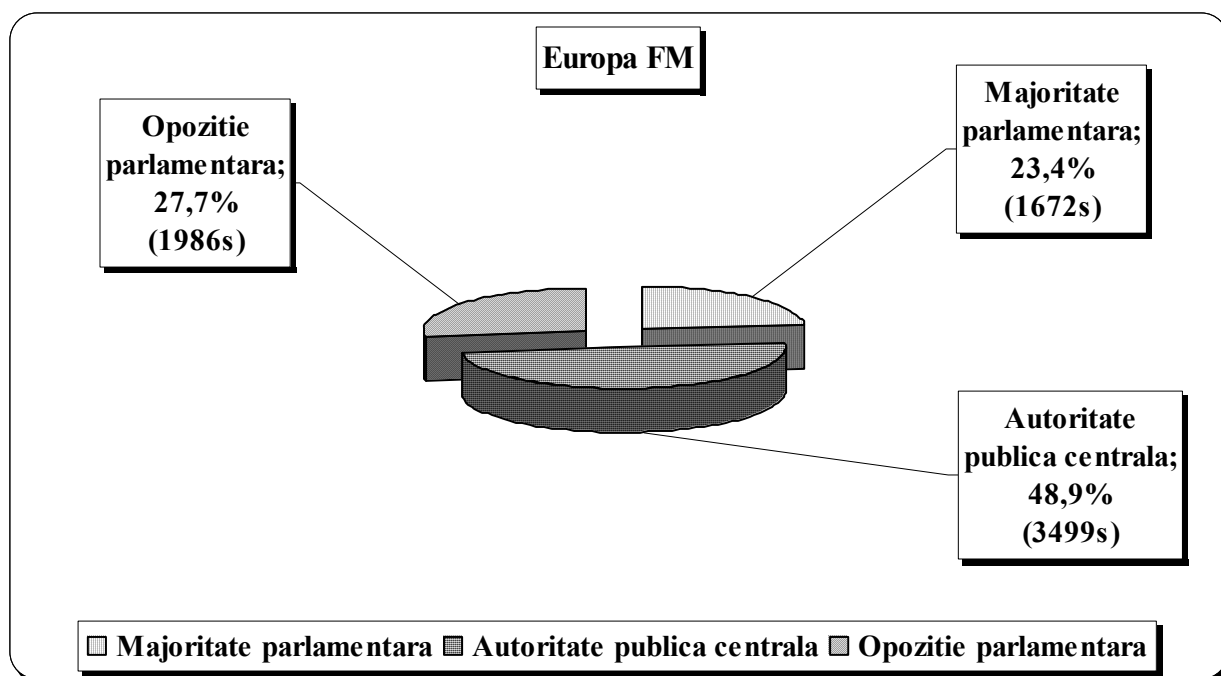 Europa FM
Opozitie
parlamentara;
27,7%
(1986s)
Majoritate
parlamentara;
23,4%
(1672s)
Autoritate
publica centrala;
48,9%
(3499s)
Majoritate parlamentara Autoritate publica centrala Opozitie parlamentara